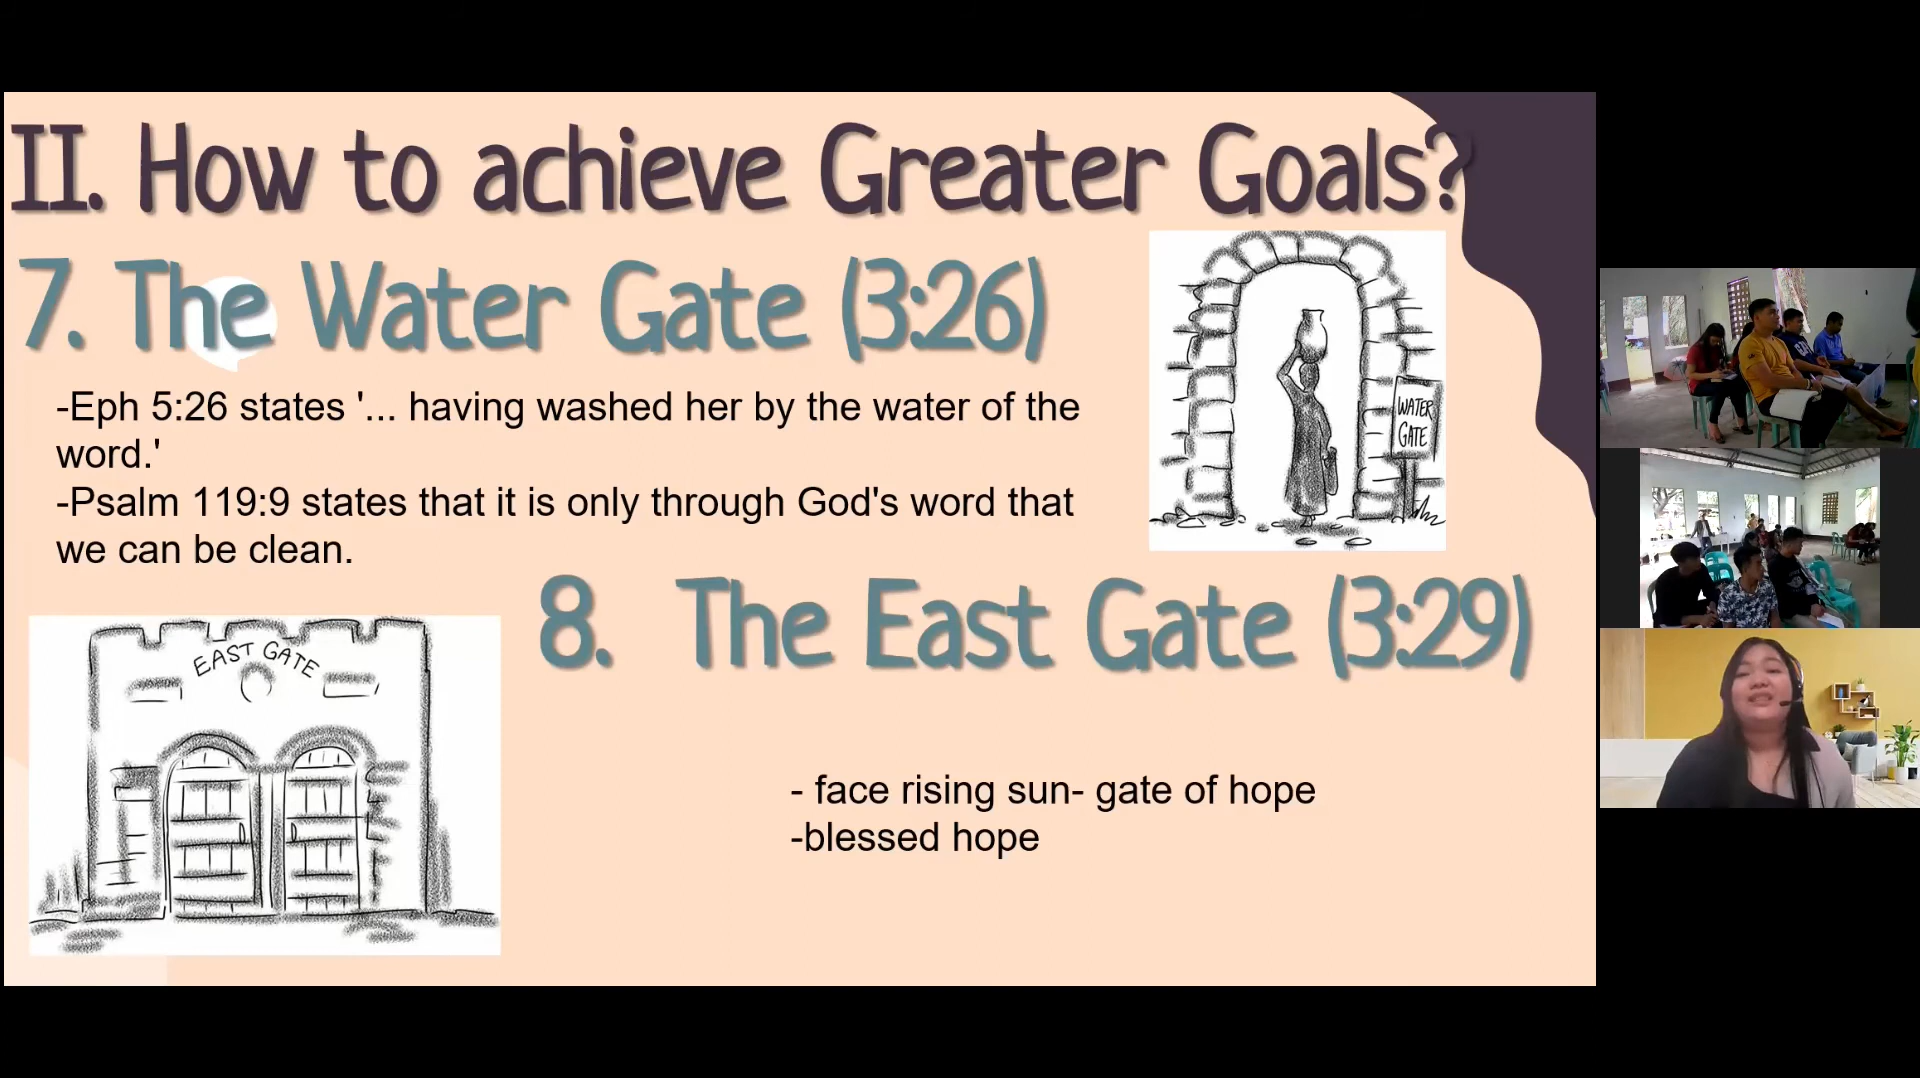 II. How to achieve Greater Goals?
7. The Water Gate (3:26)
-Eph 5:26 states '... having washed her by the water of the
word.'
-Psalm 119:9 states that it is only through God's word that
we can be clean.
WATER
GATE
8. The East Gate (3:29)
EAST GATE
- face rising sun- gate of hope
-blessed hope